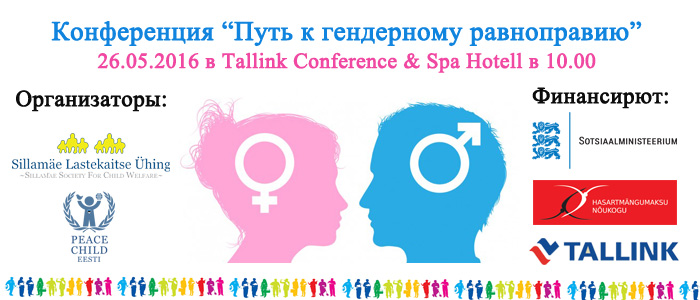 Конференция “Путь к гендерному равноправию”
26.05.2016 в Tallink Conference & Spa Hotell в 10.00
Организаторы:
Sillamäe Lastekaitse Ühing
~Sillamäe Society For Child Welfare~
PEACE
CHILD
EESTI
Финансирют:
SOTSIAALMINISTEERIUM
HASARTMÄNGUMAKSU
NÕUKOGU
TALLINK